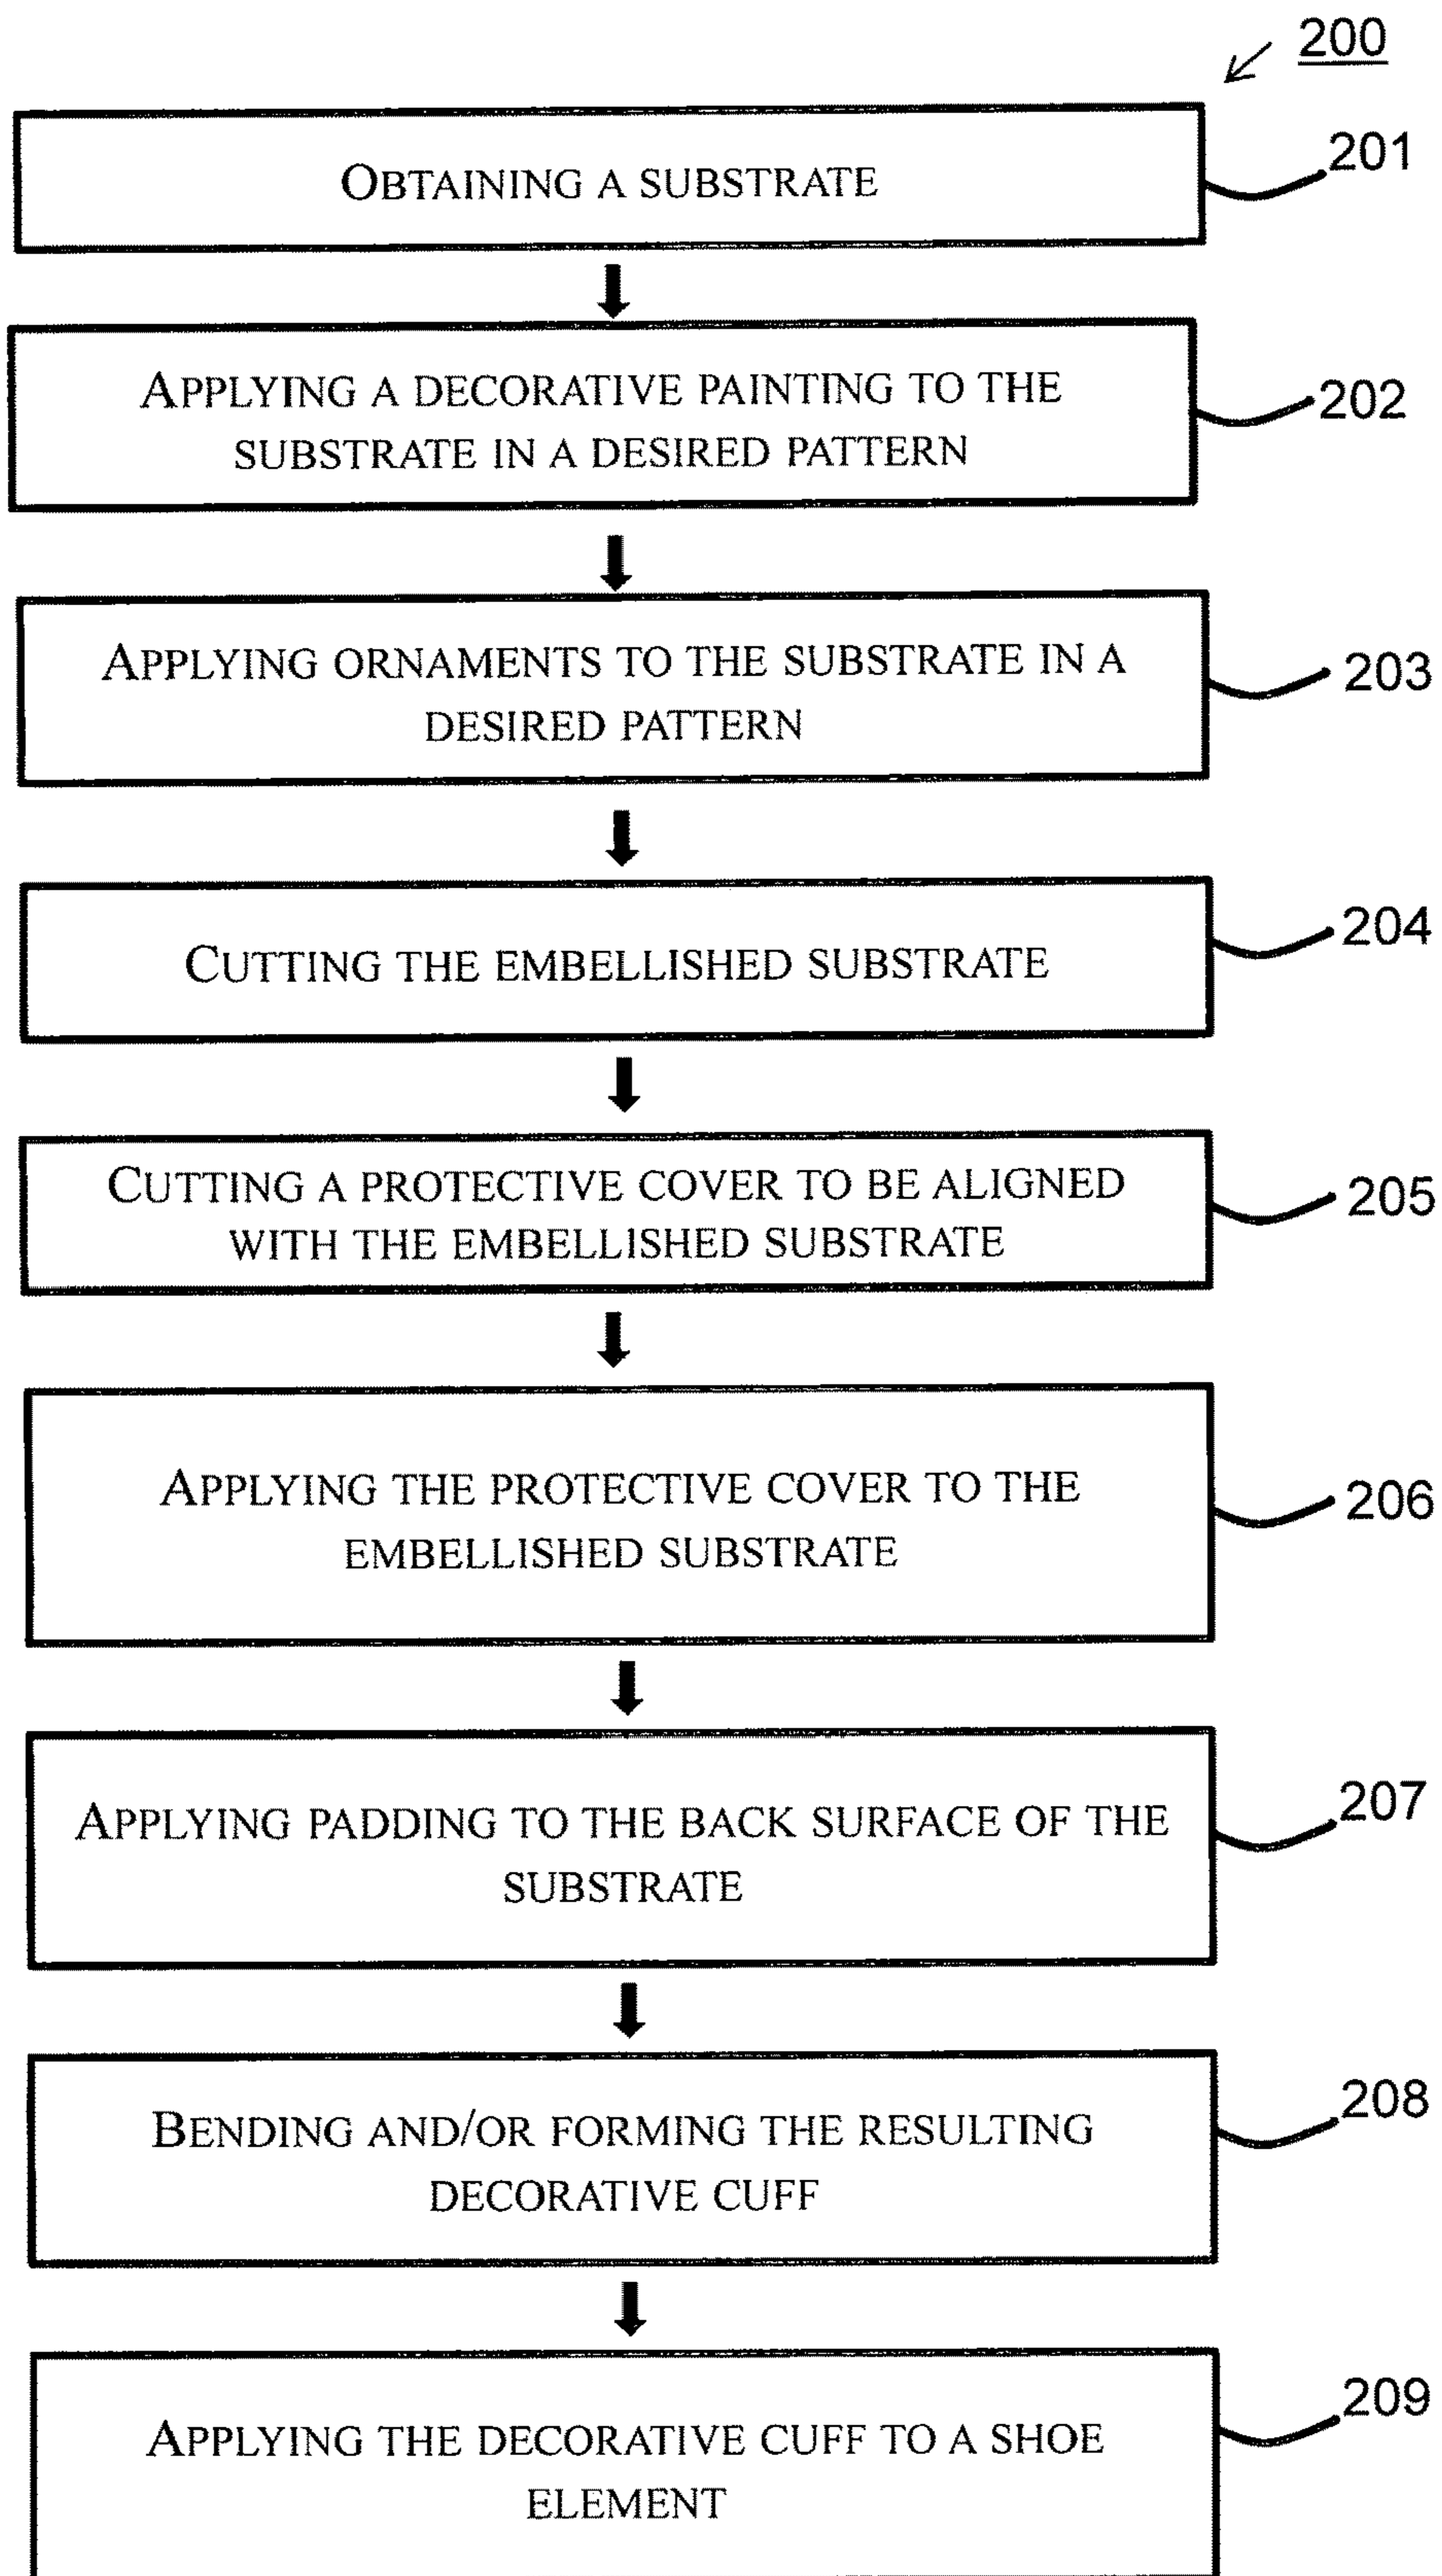 200
OBTAINING A SUBSTRATE
201
APPLYING A DECORATIVE PAINTING TO THE
SUBSTRATE IN A DESIRED PATTERN
202
APPLYING ORNAMENTS TO THE SUBSTRATE IN A
DESIRED PATTERN
203
CUTTING THE EMBELLISHED SUBSTRATE
204
CUTTING A PROTECTIVE COVER TO BE ALIGNED
WITH THE EMBELLISHED SUBSTRATE
205
APPLYING THE PROTECTIVE COVER TO THE
EMBELLISHED SUBSTRATE
206
APPLYING PADDING TO THE BACK SURFACE OF THE
SUBSTRATE
207
BENDING AND/OR FORMING THE RESULTING
DECORATIVE CUFF
208
APPLYING THE DECORATIVE CUFF TO A SHOE
ELEMENT
209